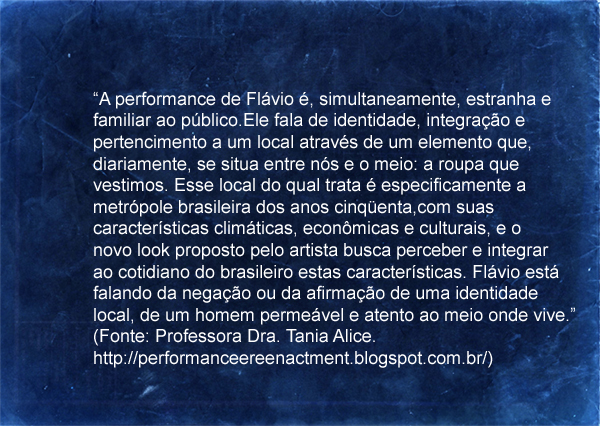 “A performance de Flávio é, simultaneamente, estranha e
familiar ao público.Ele fala de identidade, integração e
pertencimento a um local através de um elemento que,
diariamente, se situa entre nós e o meio: a roupa que
vestimos. Esse local do qual trata é especificamente a
metrópole brasileira dos anos cinqüenta,com suas
características climáticas, econômicas e culturais, e o
novo look proposto pelo artista busca perceber e integrar
ao cotidiano do brasileiro estas características. Flávio está
falando da negação ou da afirmação de uma identidade
local, de um homem permeável e atento ao meio onde vive.”
(Fonte: Professora Dra. Tania Alice.
http://performanceereenactment.blogspot.com.br/)